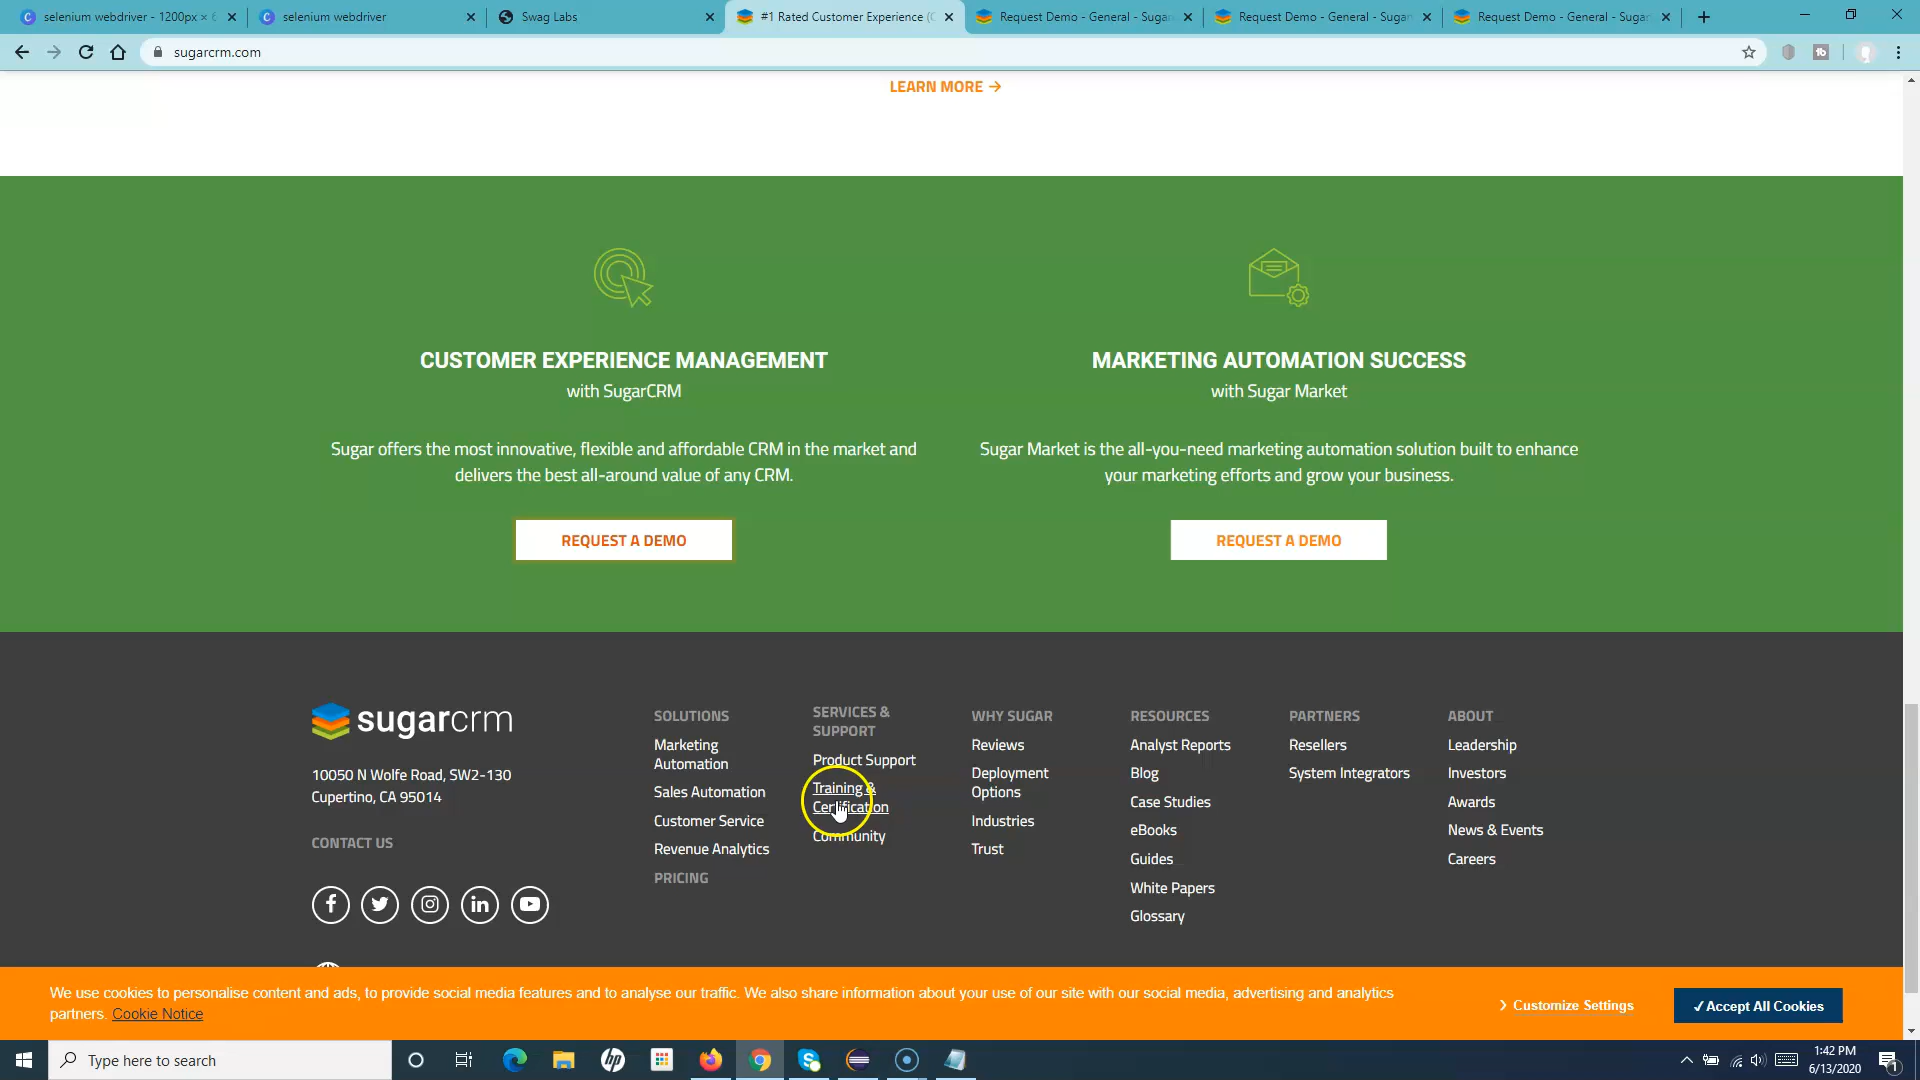 selenium webdriver - 1200px × 6
selenium webdriver
Swag Labs
#1 Rated Customer Experience (C
Request Demo - General - Sugar
Request Demo - General - Sugar
Request Demo - General - Sugar
sugarcrm.com
LEARN MORE →
CUSTOMER EXPERIENCE MANAGEMENT
with SugarCRM
Sugar offers the most innovative, flexible and affordable CRM in the market and
delivers the best all-around value of any CRM.
REQUEST A DEMO
MARKETING AUTOMATION SUCCESS
with Sugar Market
Sugar Market is the all-you-need marketing automation solution built to enhance
your marketing efforts and grow your business.
REQUEST A DEMO
sugarcrm
10050 N Wolfe Road, SW2-130
Cupertino, CA 95014
CONTACT US
SOLUTIONS
Marketing
Automation
Sales Automation
Customer Service
Revenue Analytics
PRICING
SERVICES &
SUPPORT
Product Support
Training &
Certification
Community
WHY SUGAR
Reviews
Deployment
Options
Industries
Trust
RESOURCES
Analyst Reports
Blog
Case Studies
eBooks
Guides
White Papers
Glossary
PARTNERS
Resellers
System Integrators
ABOUT
Leadership
Investors
Awards
News & Events
Careers
We use cookies to personalise content and ads, to provide social media features and to analyse our traffic. We also share information about your use of our site with our social media, advertising and analytics
partners. Cookie Notice
Customize Settings
✓Accept All Cookies
Type here to search
1:42 PM
6/13/2020